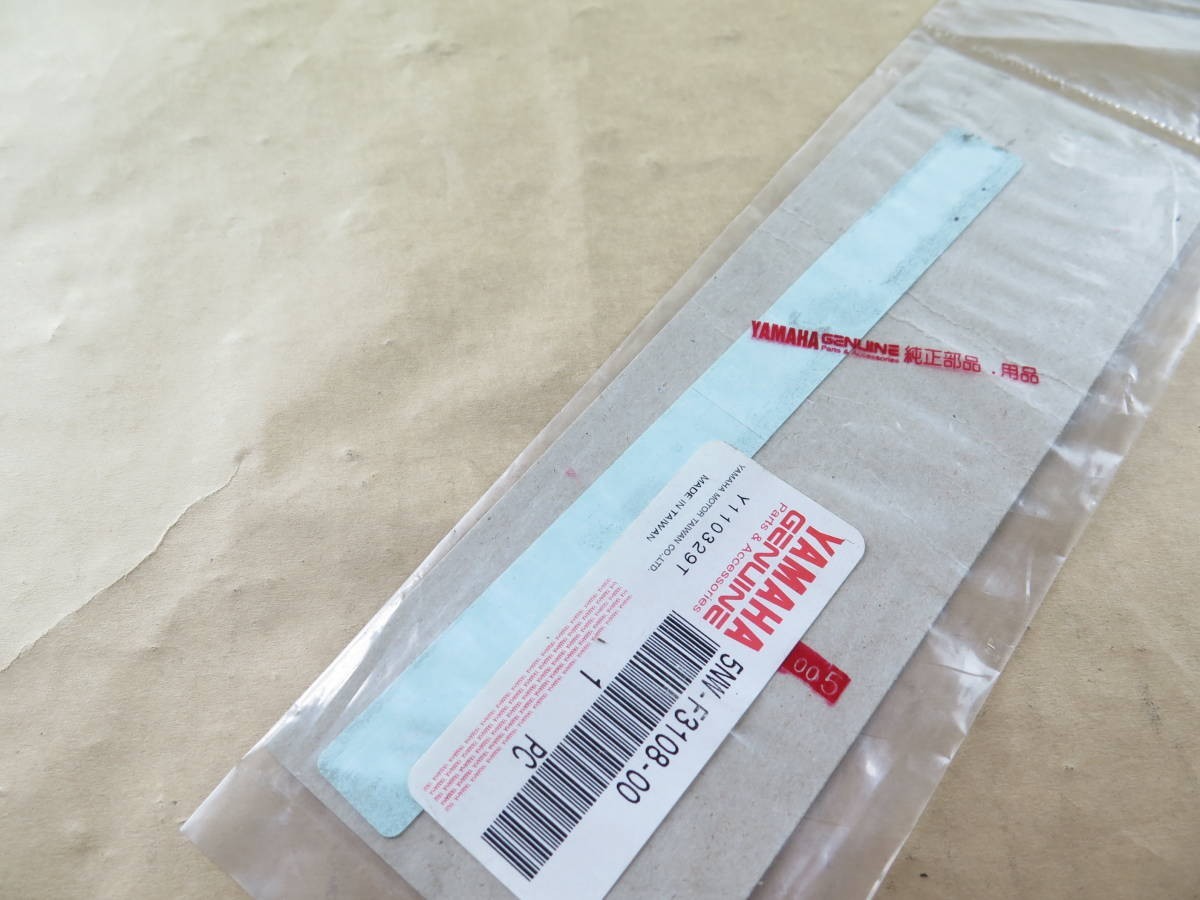 YAMAHA GENUINE 純正部品 . 用品
Parts & Accessories
YAMAHA
GENUINE
Parts & Accessories
Y1103329T
YAMAHA MOTOR TAIWAN CO.,LTD.
MADE IN TAIWAN
5NW-F3108-00
1 PC
005